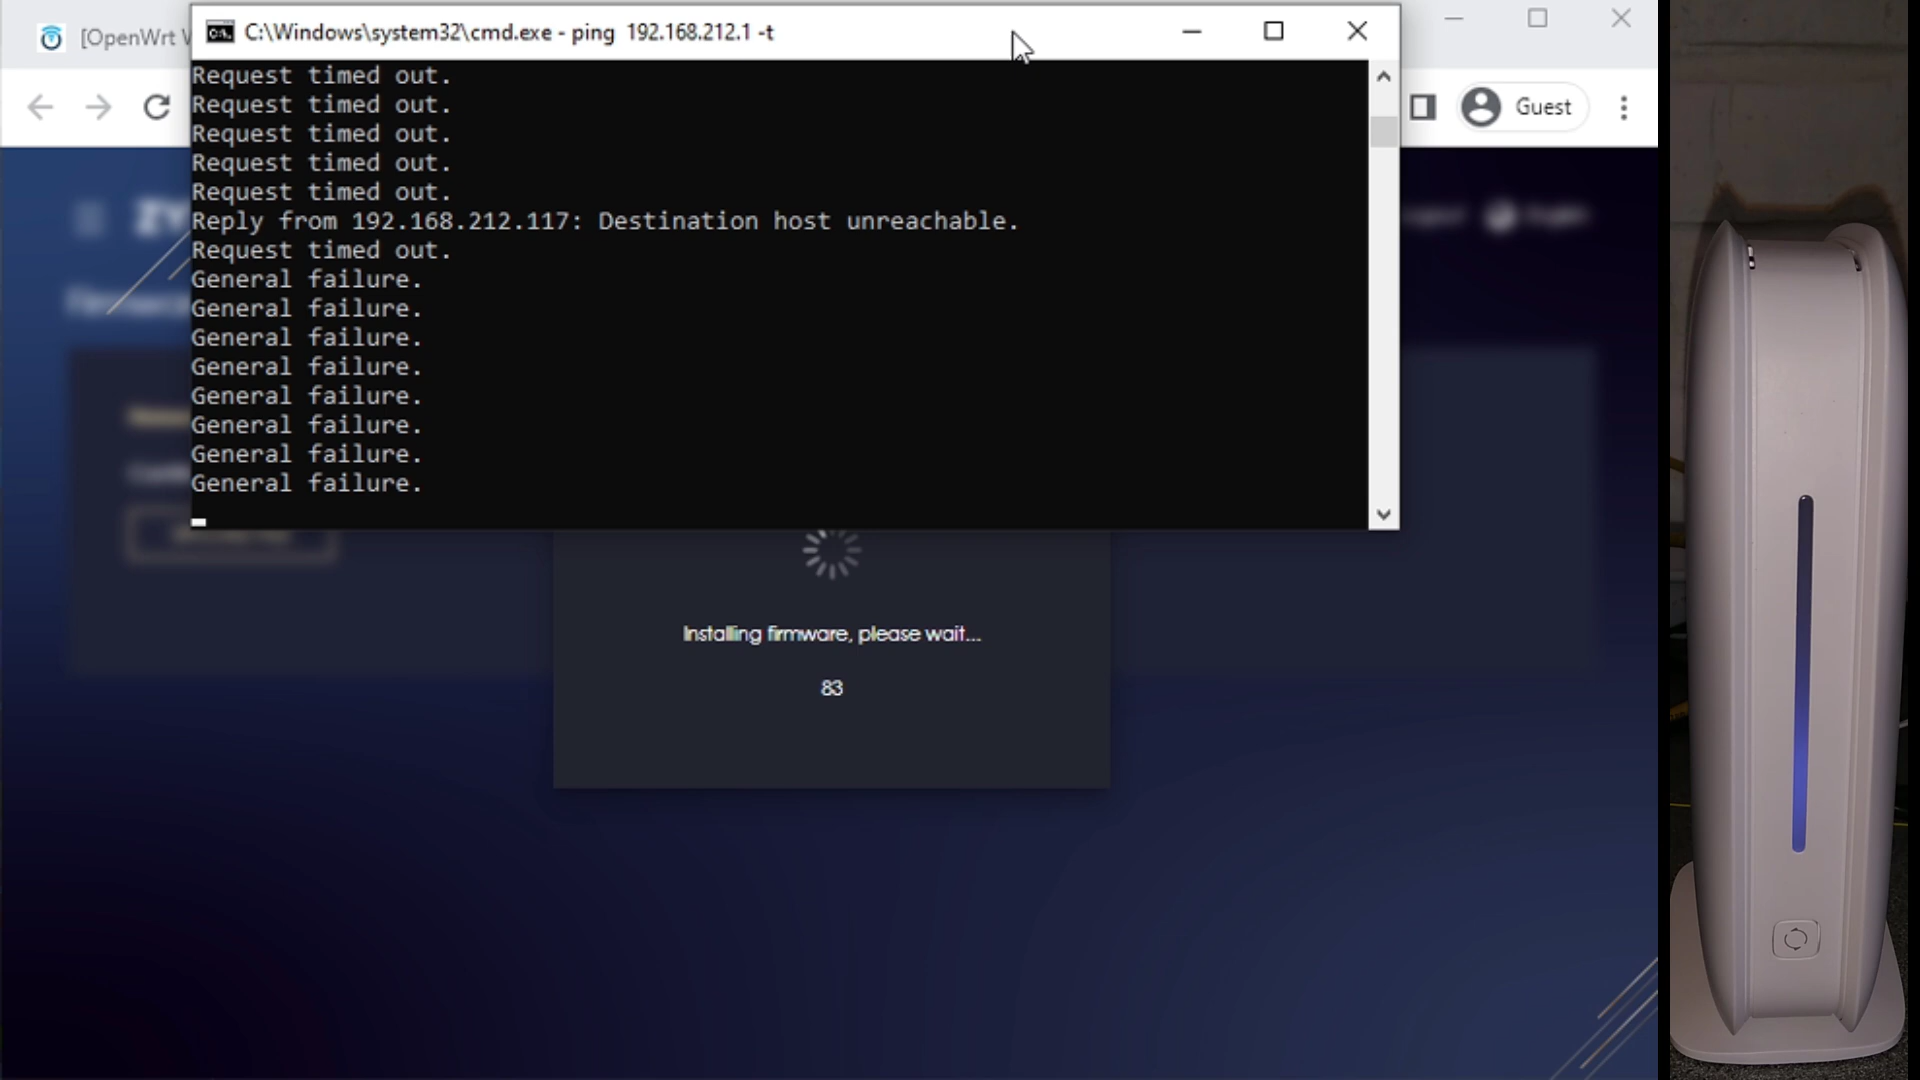 [OpenWrt W
C:\Windows\system32\cmd.exe - ping 192.168.212.1 -t
Guest
Request timed out.
Request timed out.
Request timed out.
Request timed out.
Request timed out.
Reply from 192.168.212.117: Destination host unreachable.
Request timed out.
General failure.
General failure.
General failure.
General failure.
General failure.
General failure.
General failure.
General failure.
ZY
Installing firmware, please wait...
83